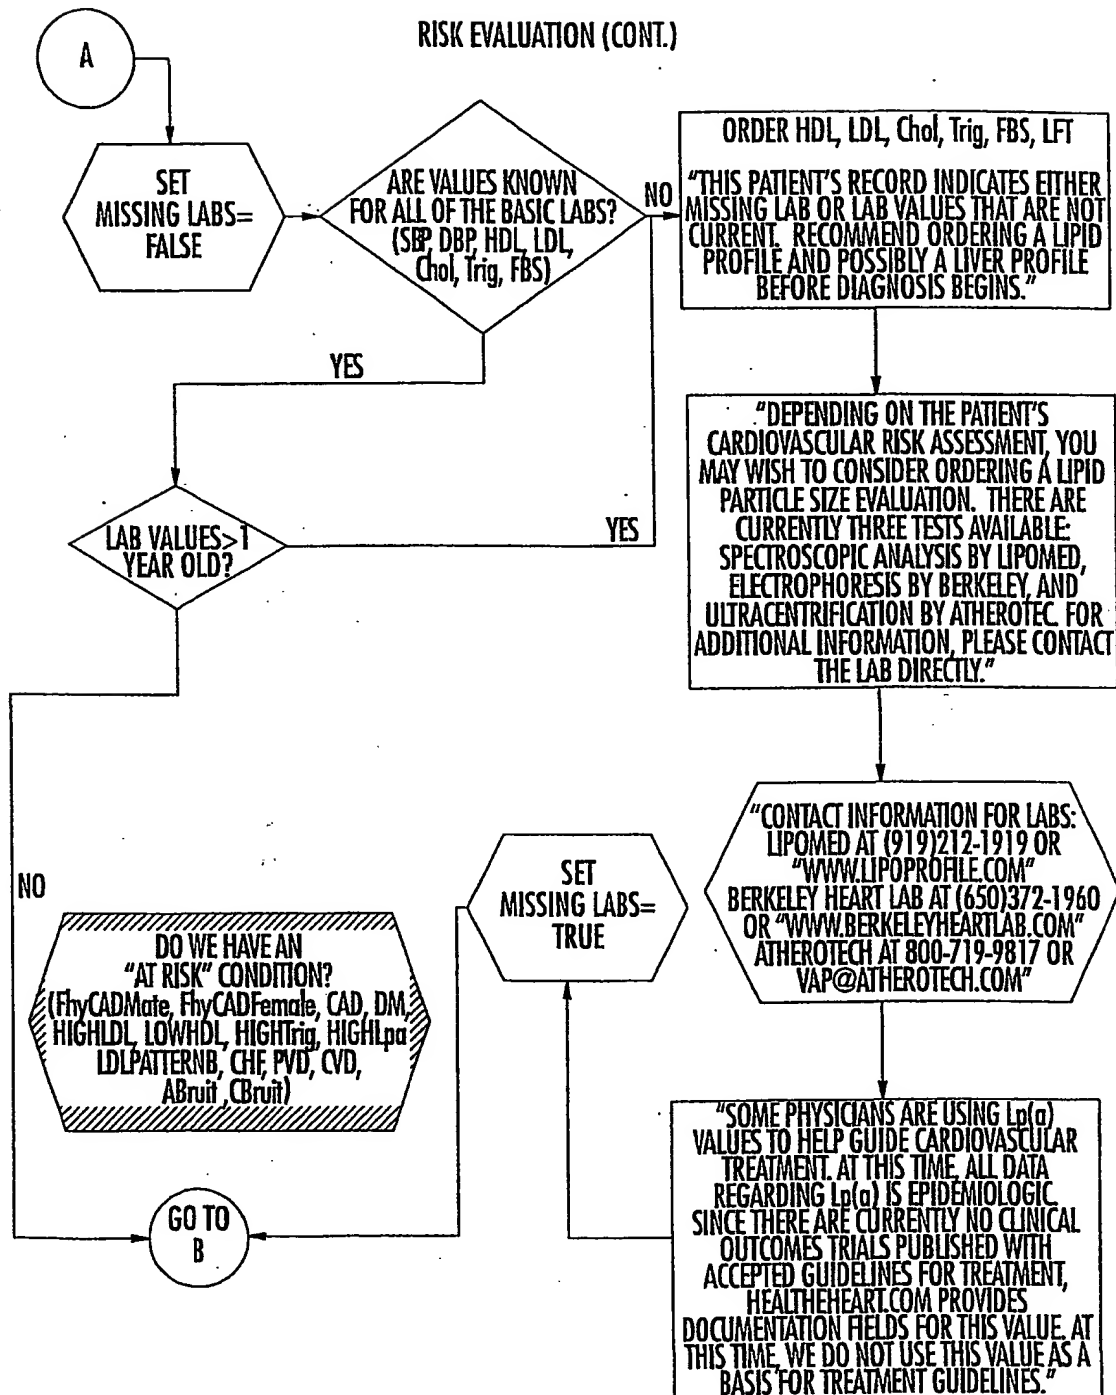 RISK EVALUATION (CONT.)
A
SET
MISSING LABS=
FALSE
ARE VALUES KNOWN
FOR ALL OF THE BASIC LABS?
(SBP, DBP, HDL, LDL,
Chol, Trig, FBS)
NO
ORDER HDL, LDL, Chol, Trig, FBS, LFT
"THIS PATIENT'S RECORD INDICATES EITHER
MISSING LAB OR LAB VALUES THAT ARE NOT
CURRENT. RECOMMEND ORDERING A LIPID
PROFILE AND POSSIBLY A LIVER PROFILE
BEFORE DIAGNOSIS BEGINS."
YES
LAB VALUES>1
YEAR OLD?
YES
"DEPENDING ON THE PATIENT'S
CARDIOVASCULAR RISK ASSESSMENT, YOU
MAY WISH TO CONSIDER ORDERING A LIPID
PARTICLE SIZE EVALUATION. THERE ARE
CURRENTLY THREE TESTS AVAILABLE:
SPECTROSCOPIC ANALYSIS BY LIPOMED,
ELECTROPHORESIS BY BERKELEY, AND
ULTRACENTRIFICATION BY ATHEROTEC. FOR
ADDITIONAL INFORMATION, PLEASE CONTACT
THE LAB DIRECTLY."
"CONTACT INFORMATION FOR LABS:
LIPOMED AT (919)212-1919 OR
"WWW.LIPOPROFILE.COM"
BERKELEY HEART LAB AT (650)372-1960
OR "WWW.BERKELEYHEARTLAB.COM"
ATHEROTECH AT 800-719-9817 OR
VAP@ATHEROTECH.COM"
SET
MISSING LABS=
TRUE
NO
DO WE HAVE AN
"AT RISK" CONDITION?
(FhyCADMate, FhyCADFemale, CAD, DM,
HIGHLDL, LOWHDL, HIGHTrig, HIGHLpa
LDLPATTERNB, CHF, PVD, CVD,
ABruit ,CBruit)
GO TO
B
"SOME PHYSICIANS ARE USING Lp(a)
VALUES TO HELP GUIDE CARDIOVASCULAR
TREATMENT. AT THIS TIME, ALL DATA
REGARDING Lp(a) IS EPIDEMIOLOGIC.
SINCE THERE ARE CURRENTLY NO CLINICAL
OUTCOMES TRIALS PUBLISHED WITH
ACCEPTED GUIDELINES FOR TREATMENT,
HEALTHEHEART.COM PROVIDES
DOCUMENTATION FIELDS FOR THIS VALUE. AT
THIS TIME, WE DO NOT USE THIS VALUE AS A
BASIS FOR TREATMENT GUIDELINES."